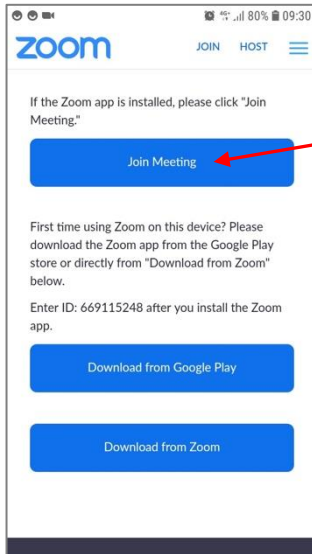 80% 09:30
zoom JOIN HOST
If the Zoom app is installed, please click "Join
Meeting."
Join Meeting
First time using Zoom on this device? Please
download the Zoom app from the Google Play
store or directly from "Download from Zoom"
below.
Enter ID: 669115248 after you install the Zoom
app.
Download from Google Play
Download from Zoom